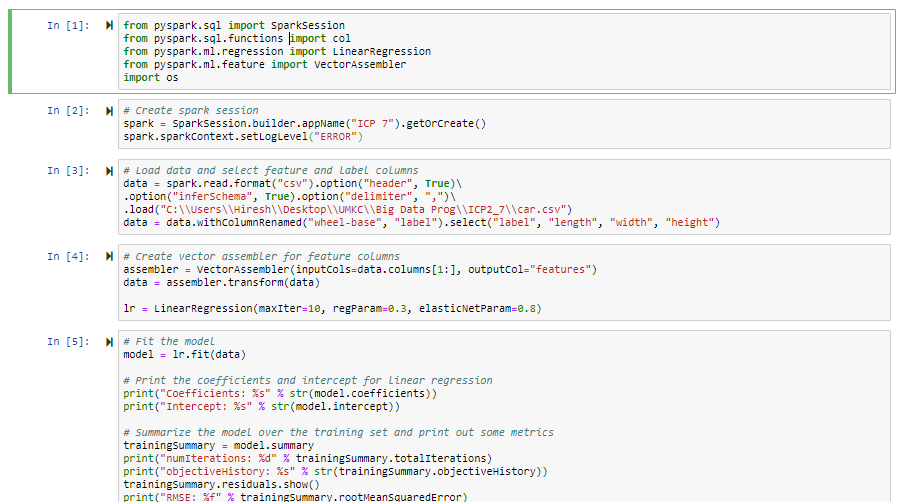 In [1]:
from pyspark.sql import SparkSession
from pyspark.sql.functions import col
from pyspark.ml.regression import LinearRegression
from pyspark.ml.feature import VectorAssembler
import os
In [2]:
# Create spark session
spark = SparkSession.builder.appName("ICP 7").getOrCreate()
spark.sparkContext.setLogLevel("ERROR")
In [3]:
# Load data and select feature and label columns
data = spark.read.format("csv").option("header", True)\
.option("inferSchema", True).option("delimiter", ",")\
.load("C:\\Users\\Hiresh\\Desktop\\UMKC\\Big Data Prog\\ICP2_7\\car.csv")
data = data.withColumnRenamed("wheel-base", "label").select("label", "length", "width", "height")
In [4]:
# Create vector assembler for feature columns
assembler = VectorAssembler(inputCols=data.columns[1:], outputCol="features")
data = assembler.transform(data)
lr = LinearRegression(maxIter=10, regParam=0.3, elasticNetParam=0.8)
In [5]:
# Fit the model
model = lr.fit(data)
# Print the coefficients and intercept for linear regression
print("Coefficients: %s" % str(model.coefficients))
print("Intercept: %s" % str(model.intercept))
# Summarize the model over the training set and print out some metrics
trainingSummary = model.summary
print("numIterations: %d" % trainingSummary.totalIterations)
print("objectiveHistory: %s" % str(trainingSummary.objectiveHistory))
trainingSummary.residuals.show()
print("RMSE: %f" % trainingSummary.rootMeanSquaredError)